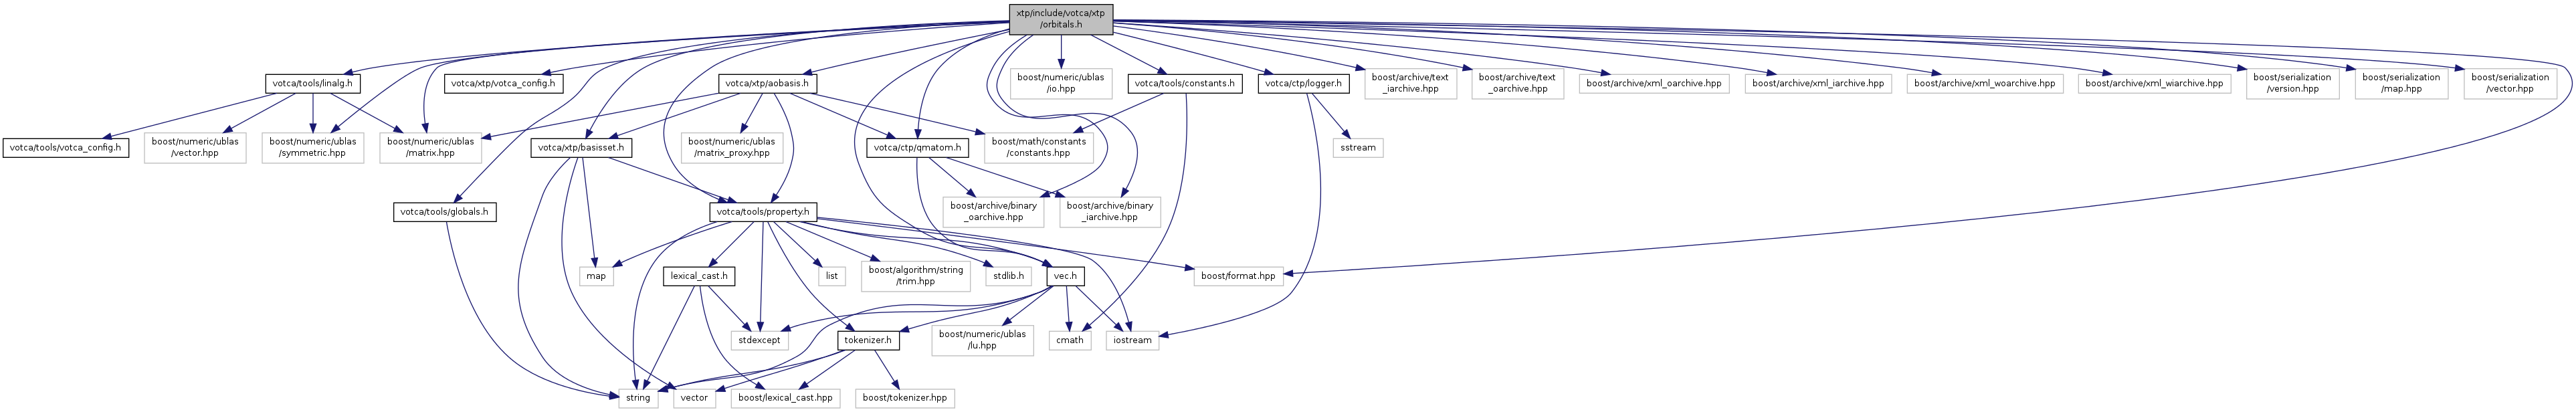 xtp/include/votca/xtp
/orbitals.h
votca/tools/linalg.h
votca/xtp/votca_config.h
votca/xtp/aobasis.h
boost/numeric/ublas
/io.hpp
votca/tools/constants.h
votca/ctp/logger.h
boost/archive/text
_iarchive.hpp
boost/archive/text
_oarchive.hpp
boost/archive/xml_oarchive.hpp
boost/archive/xml_iarchive.hpp
boost/archive/xml_woarchive.hpp
boost/archive/xml_wiarchive.hpp
boost/serialization
/version.hpp
boost/serialization
/map.hpp
boost/serialization
/vector.hpp
votca/tools/votca_config.h
boost/numeric/ublas
/vector.hpp
boost/numeric/ublas
/symmetric.hpp
boost/numeric/ublas
/matrix.hpp
votca/xtp/basisset.h
boost/numeric/ublas
/matrix_proxy.hpp
votca/ctp/qmatom.h
boost/math/constants
/constants.hpp
sstream
votca/tools/globals.h
votca/tools/property.h
boost/archive/binary
_oarchive.hpp
boost/archive/binary
_iarchive.hpp
map
lexical_cast.h
list
boost/algorithm/string
/trim.hpp
stdlib.h
vec.h
boost/format.hpp
stdexcept
tokenizer.h
boost/numeric/ublas
/lu.hpp
cmath
iostream
string
vector
boost/lexical_cast.hpp
boost/tokenizer.hpp